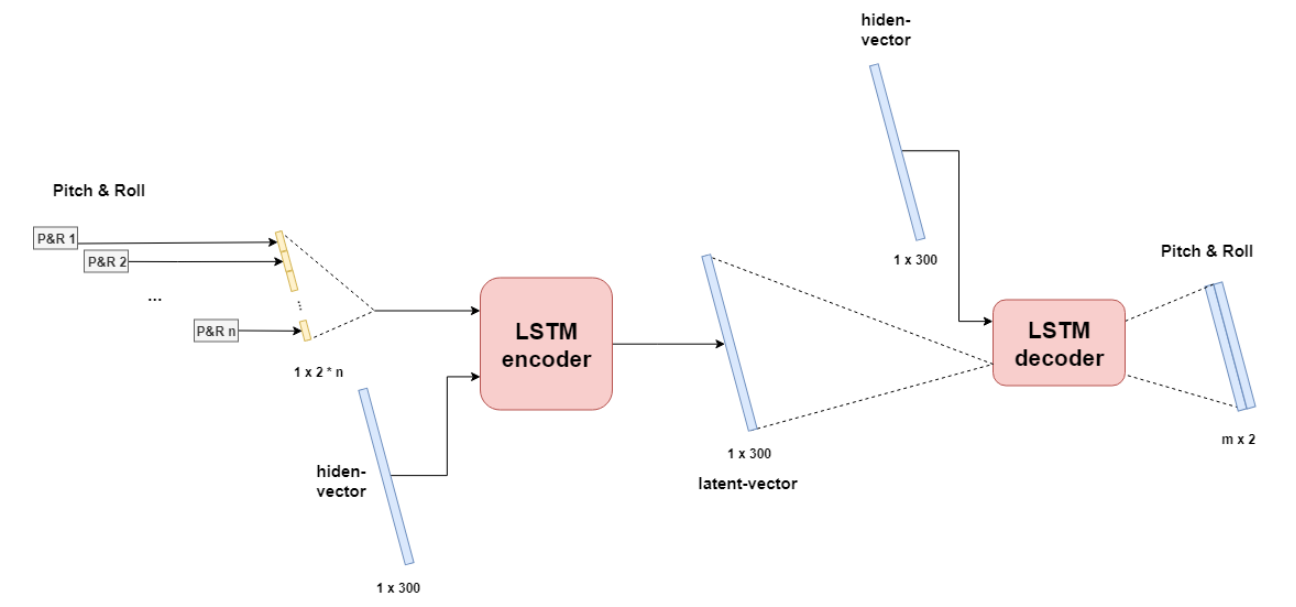 hiden-
vector
1 x 300
Pitch & Roll
P&R 1
P&R 2
...
P&R n
...
1 x 2 * n
hiden-
vector
1 x 300
LSTM
encoder
1 x 300
latent-vector
LSTM
decoder
Pitch & Roll
m x 2